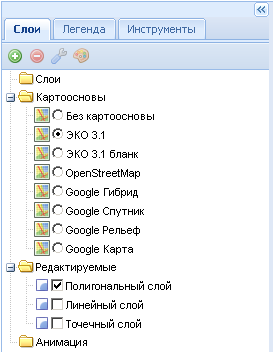 Слои Легенда Инструменты
Слои
Картоосновы
Без картоосновы
ЭКО 3.1
ЭКО 3.1 бланк
OpenStreetMap
Google Гибрид
Google Спутник
Google Рельеф
Google Карта
Редактируемые
Полигональный слой
Линейный слой
Точечный слой
Анимация